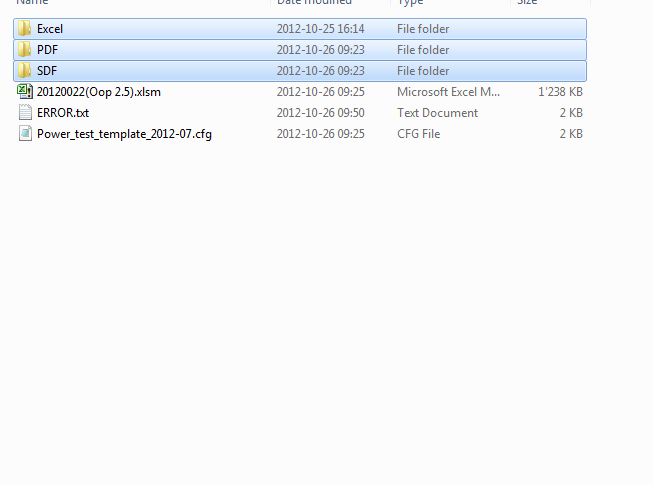 Name Date modified Type Size
Excel 2012-10-25 16:14 File folder
PDF 2012-10-26 09:23 File folder
SDF 2012-10-26 09:23 File folder
20120022(Oop 2.5).xlsm 2012-10-26 09:25 Microsoft Excel M... 1'238 KB
ERROR.txt 2012-10-26 09:50 Text Document 2 KB
Power_test_template_2012-07.cfg 2012-10-26 09:25 CFG File 2 KB